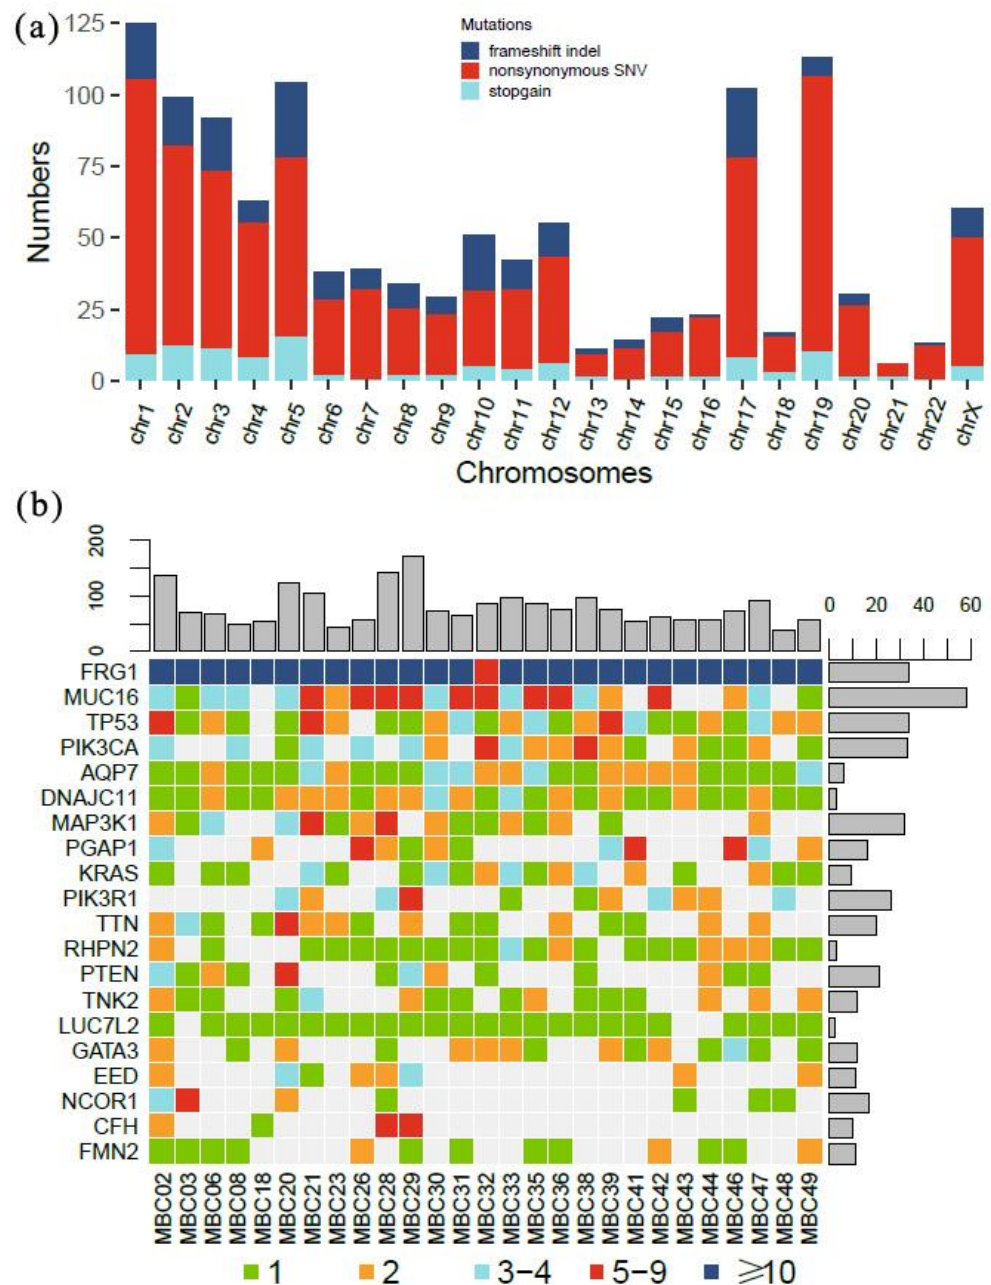 (a)
Mutations
frameshift indel
nonsynonymous SNV
stopgain
125
100
75
50
25
0
Numbers
chr1 chr2 chr3 chr4 chr5 chr6 chr7 chr8 chr9 chr10 chr11 chr12 chr13 chr14 chr15 chr16 chr17 chr18 chr19 chr20 chr21 chr22 chrX
Chromosomes
(b)
200
100
0
0 20 40 60
FRG1
MUC16
TP53
PIK3CA
AQP7
DNAJC11
MAP3K1
PGAP1
KRAS
PIK3R1
TTN
RHPN2
PTEN
TNK2
LUC7L2
GATA3
EED
NCOR1
CFH
FMN2
MBC02 MBC03 MBC06 MBC08 MBC18 MBC20 MBC21 MBC23 MBC26 MBC28 MBC29 MBC30 MBC31 MBC32 MBC33 MBC35 MBC36 MBC38 MBC39 MBC41 MBC42 MBC43 MBC44 MBC46 MBC47 MBC48 MBC49
1 2 3−4 5−9 ⩾10